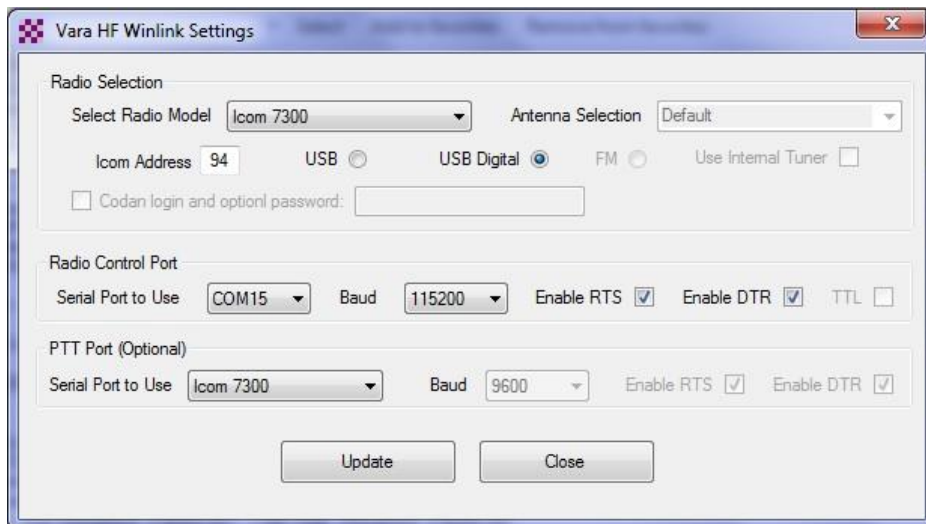 Vara HF Winlink Settings
Radio Selection
Select Radio Model Icom 7300 Antenna Selection Default
Icom Address 94 USB USB Digital FM Use Internal Tuner
Codan login and optionl password:
Radio Control Port
Serial Port to Use COM15 Baud 115200 Enable RTS Enable DTR TTL
PTT Port (Optional)
Serial Port to Use Icom 7300 Baud 9600 Enable RTS Enable DTR
Update Close